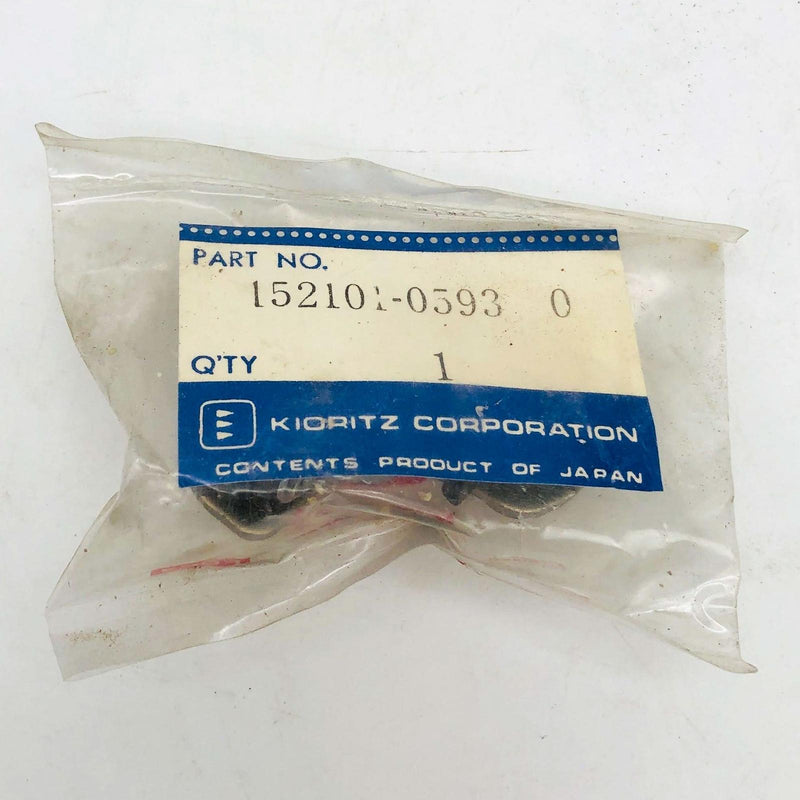 PART NO.
152101-0593 0
Q'TY 1
KIORITZ CORPORATION
CONTENTS PRODUCT OF JAPAN